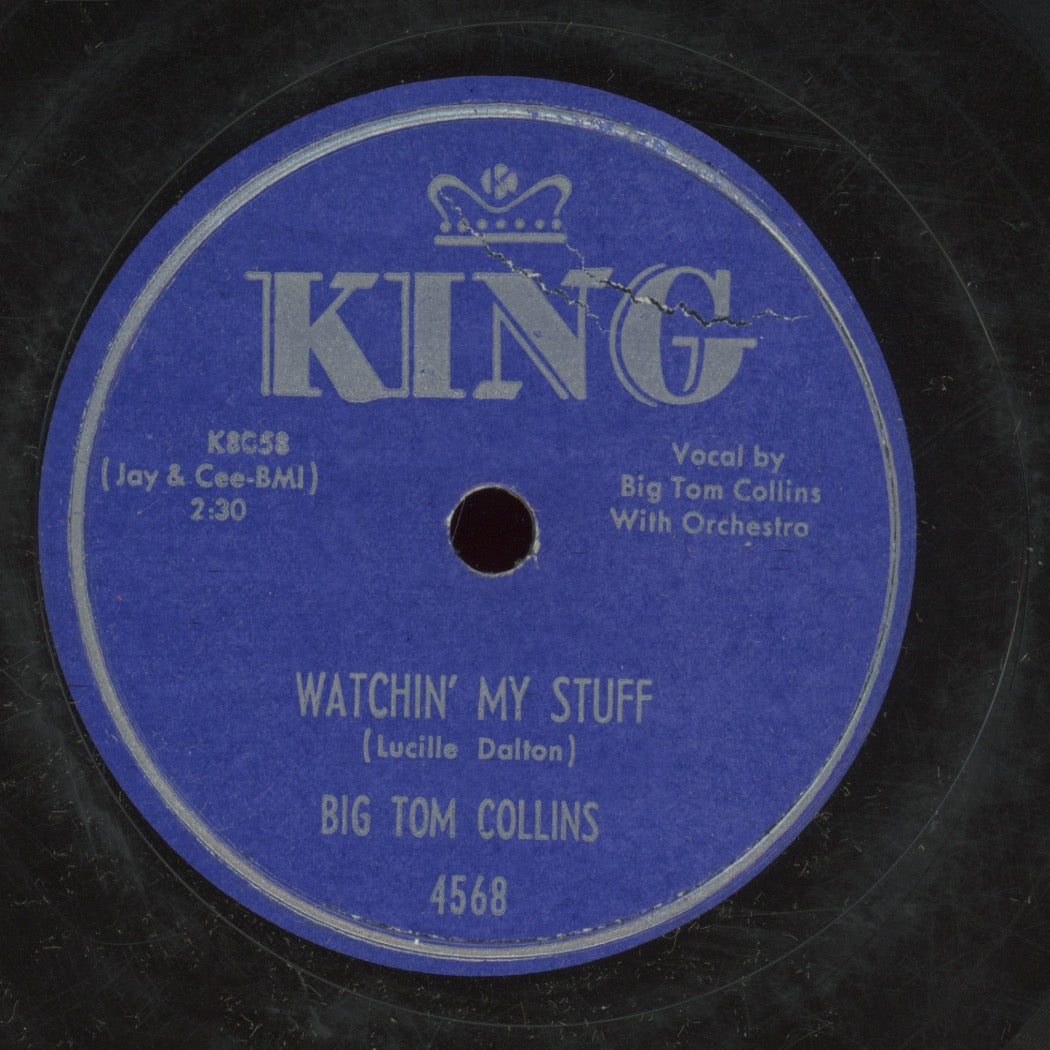 K
KING
K8058
(Jay & Cee-BMI)
2:30
Vocal by
Big Tom Collins
With Orchestra
WATCHIN' MY STUFF
(Lucille Dalton)
BIG TOM COLLINS
4568